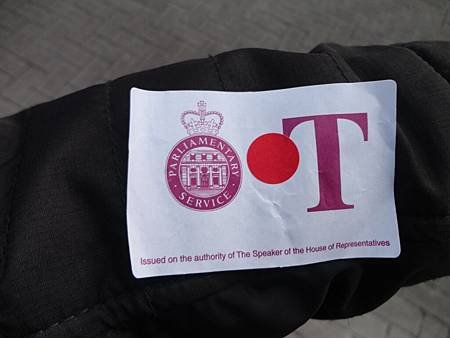 PARLIAMENTARY
SERVICE
T
Issued on the authority of The Speaker of the House of Representatives